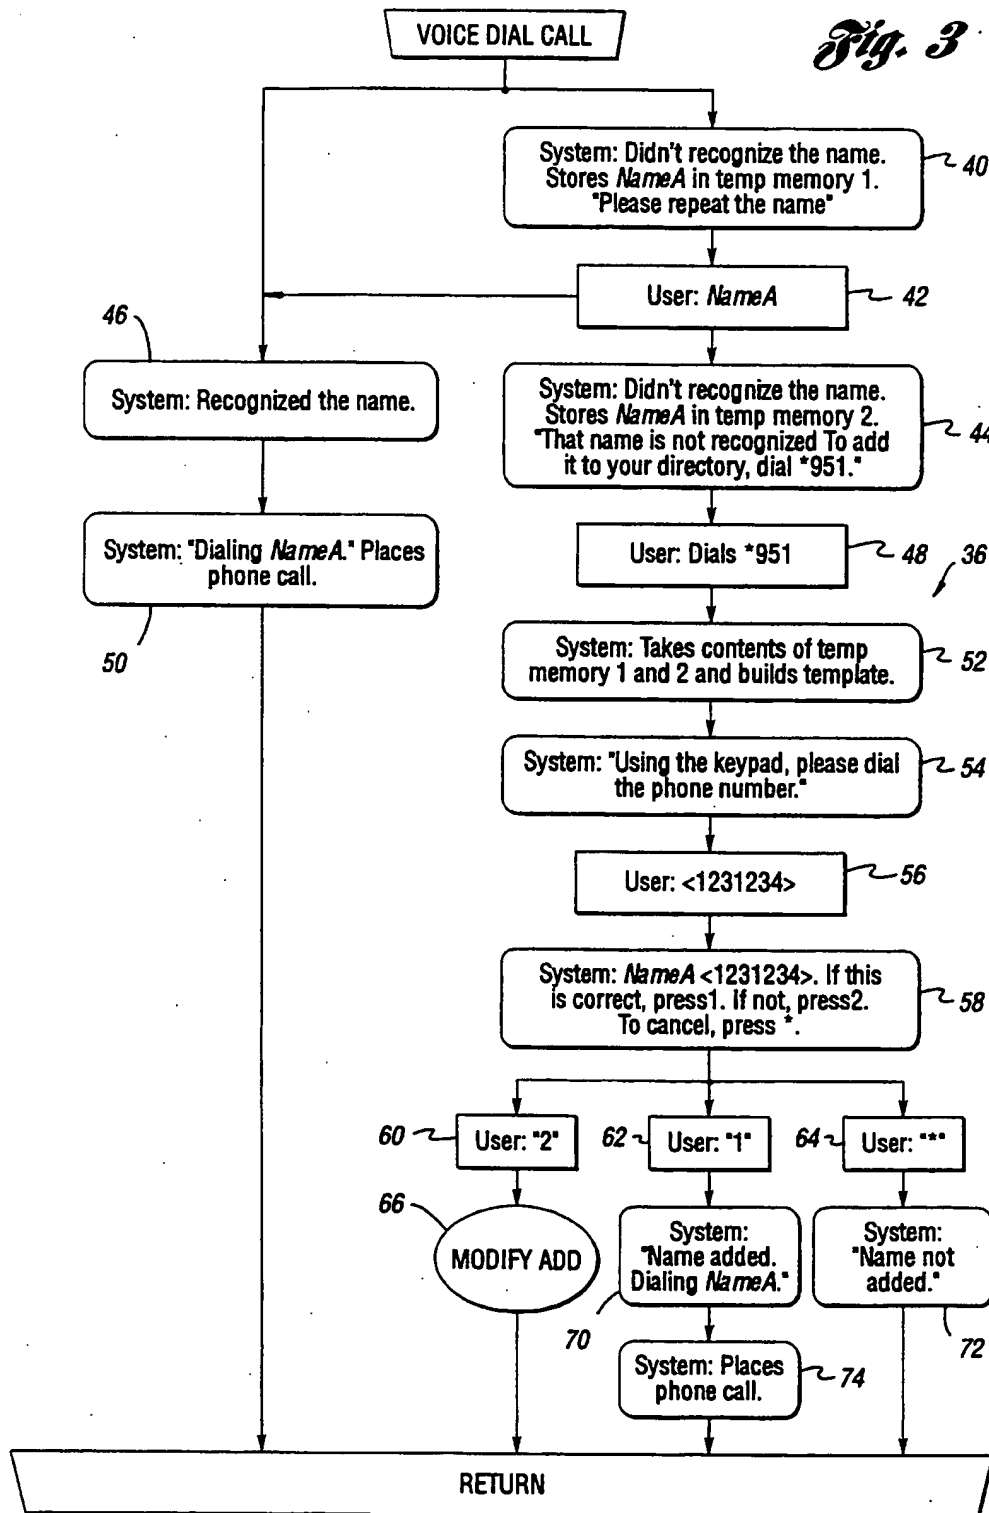 VOICE DIAL CALL
Fig. 3
System: Didn't recognize the name.
Stores NameA in temp memory 1.
"Please repeat the name"
40
User: NameA
42
46
System: Recognized the name.
System: Didn't recognize the name.
Stores NameA in temp memory 2.
"That name is not recognized To add
it to your directory, dial *951."
44
System: "Dialing NameA." Places
phone call.
50
User: Dials *951
48
36
System: Takes contents of temp
memory 1 and 2 and builds template.
52
System: "Using the keypad, please dial
the phone number."
54
User: <1231234>
56
System: NameA <1231234>. If this
is correct, press1. If not, press2.
To cancel, press *.
58
60
User: "2"
62
User: "1"
64
User: "*"
66
MODIFY ADD
System:
"Name added.
Dialing NameA."
70
System:
"Name not
added."
72
System: Places
phone call.
74
RETURN